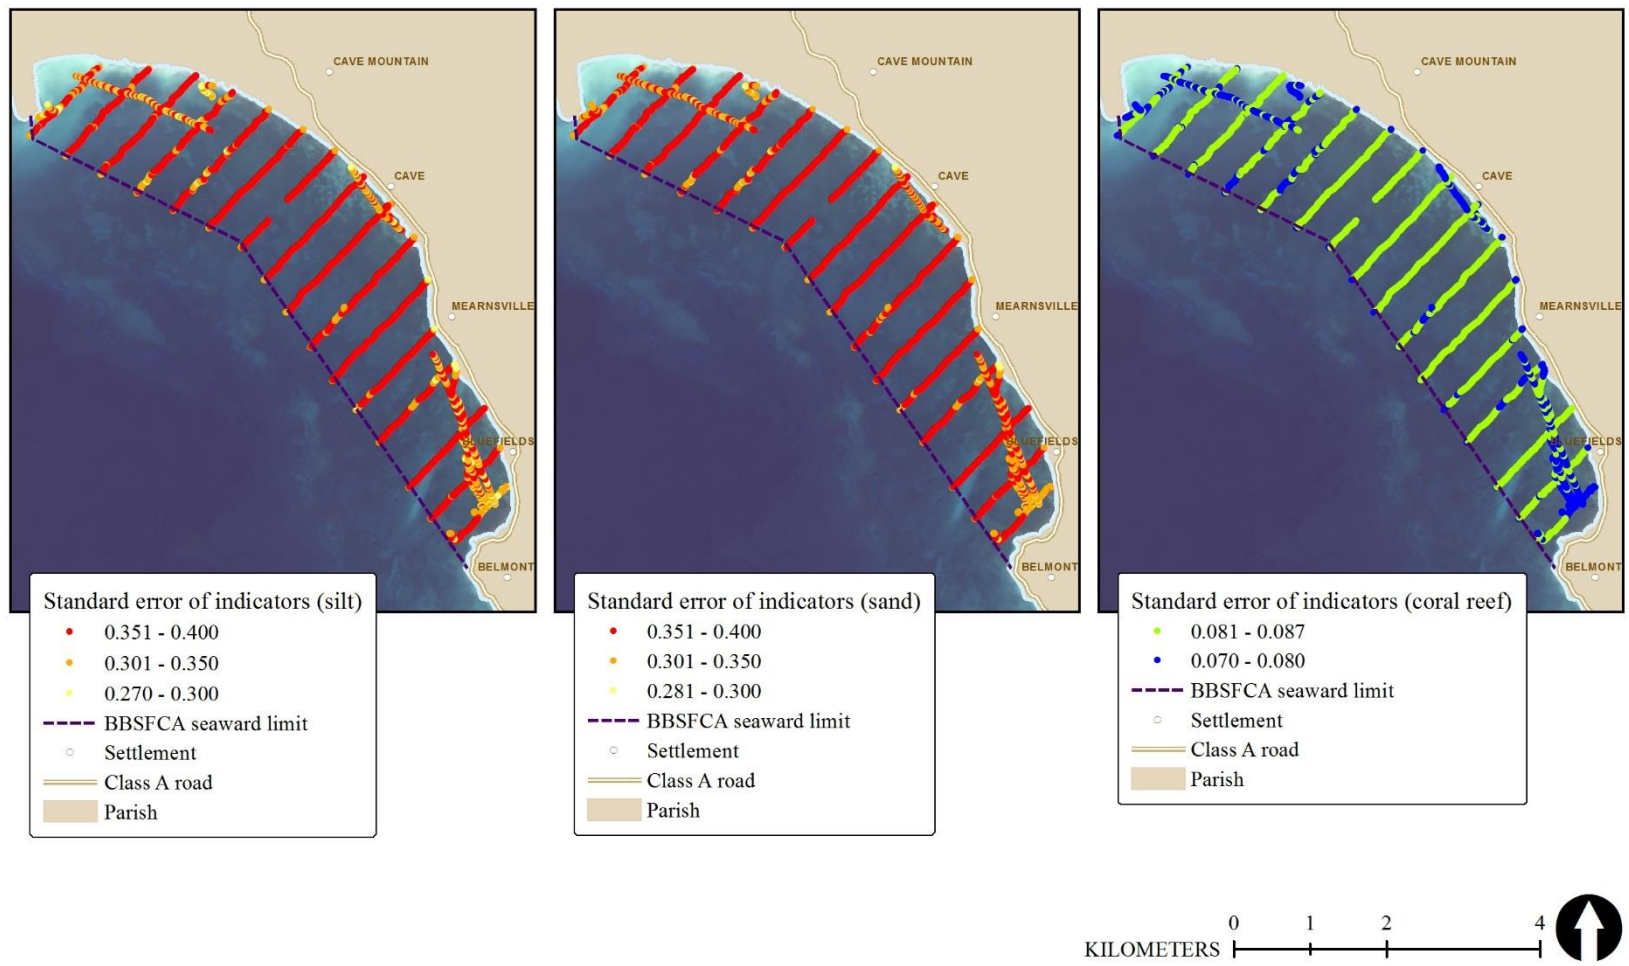 CAVE MOUNTAIN
CAVE
MEARNSVILLE
BLUEFIELDS
BELMONT
Standard error of indicators (silt)
0.351 - 0.400
0.301 - 0.350
0.270 - 0.300
BBSFCA seaward limit
Settlement
Class A road
Parish
CAVE MOUNTAIN
CAVE
MEARNSVILLE
BLUEFIELDS
BELMONT
Standard error of indicators (sand)
0.351 - 0.400
0.301 - 0.350
0.281 - 0.300
BBSFCA seaward limit
Settlement
Class A road
Parish
CAVE MOUNTAIN
CAVE
MEARNSVILLE
BLUEFIELDS
BELMONT
Standard error of indicators (coral reef)
0.081 - 0.087
0.070 - 0.080
BBSFCA seaward limit
Settlement
Class A road
Parish
0 1 2 4
KILOMETERS